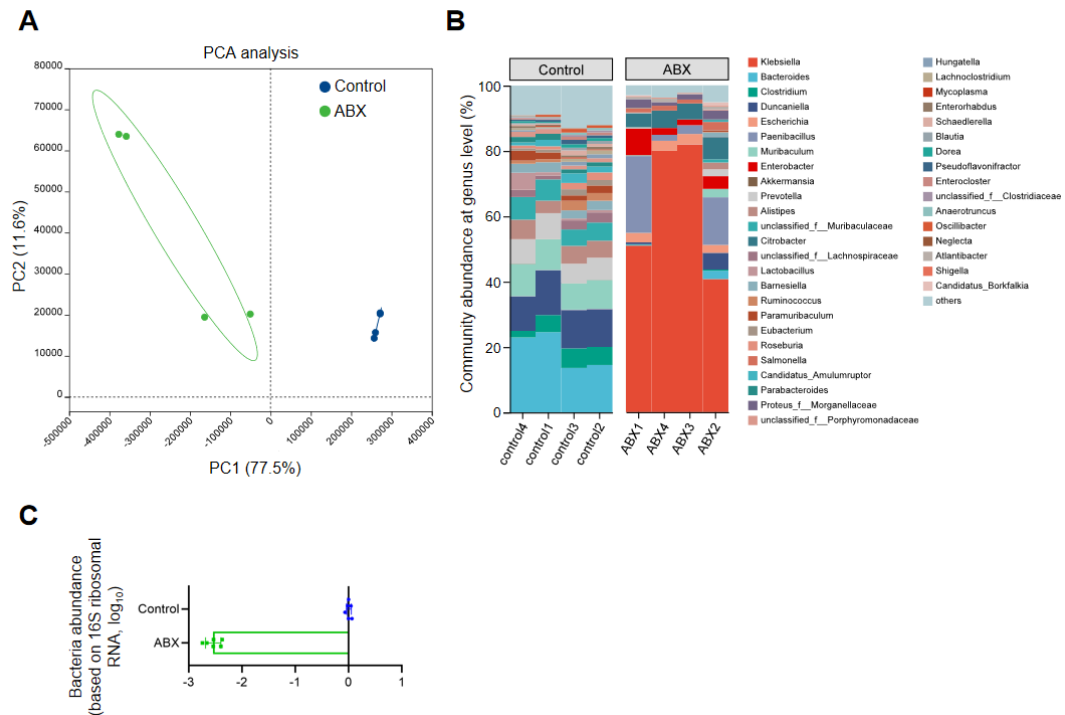 A
PCA analysis
Control
ABX
80000
70000
60000
50000
40000
30000
20000
10000
0
PC2 (11.6%)
-500000
-400000
-300000
-200000
-100000
0
100000
200000
300000
400000
PC1 (77.5%)
B
Control
ABX
Community abundance at genus level (%)
100
80
60
40
20
0
control4
control1
control3
control2
ABX1
ABX4
ABX3
ABX2
Klebsiella
Bacteroides
Clostridium
Duncaniella
Escherichia
Paenibacillus
Muribaculum
Enterobacter
Akkermansia
Prevotella
Alistipes
unclassified_f__Muribaculaceae
Citrobacter
unclassified_f__Lachnospiraceae
Lactobacillus
Barnesiella
Ruminococcus
Paramuribaculum
Eubacterium
Roseburia
Salmonella
Candidatus_Amulumruptor
Parabacteroides
Proteus_f__Morganellaceae
unclassified_f__Porphyromonadaceae
Hungatella
Lachnoclostridium
Mycoplasma
Enterorhabdus
Schaedlerella
Blautia
Dorea
Pseudoflavonifractor
Enterocloster
unclassified_f__Clostridiaceae
Anaerotruncus
Oscillibacter
Neglecta
Atlantibacter
Shigella
Candidatus_Borkfalkia
others
C
Bacteria abundance
(based on 16S ribosomal
RNA, log10)
Control
ABX
-3
-2
-1
0
1